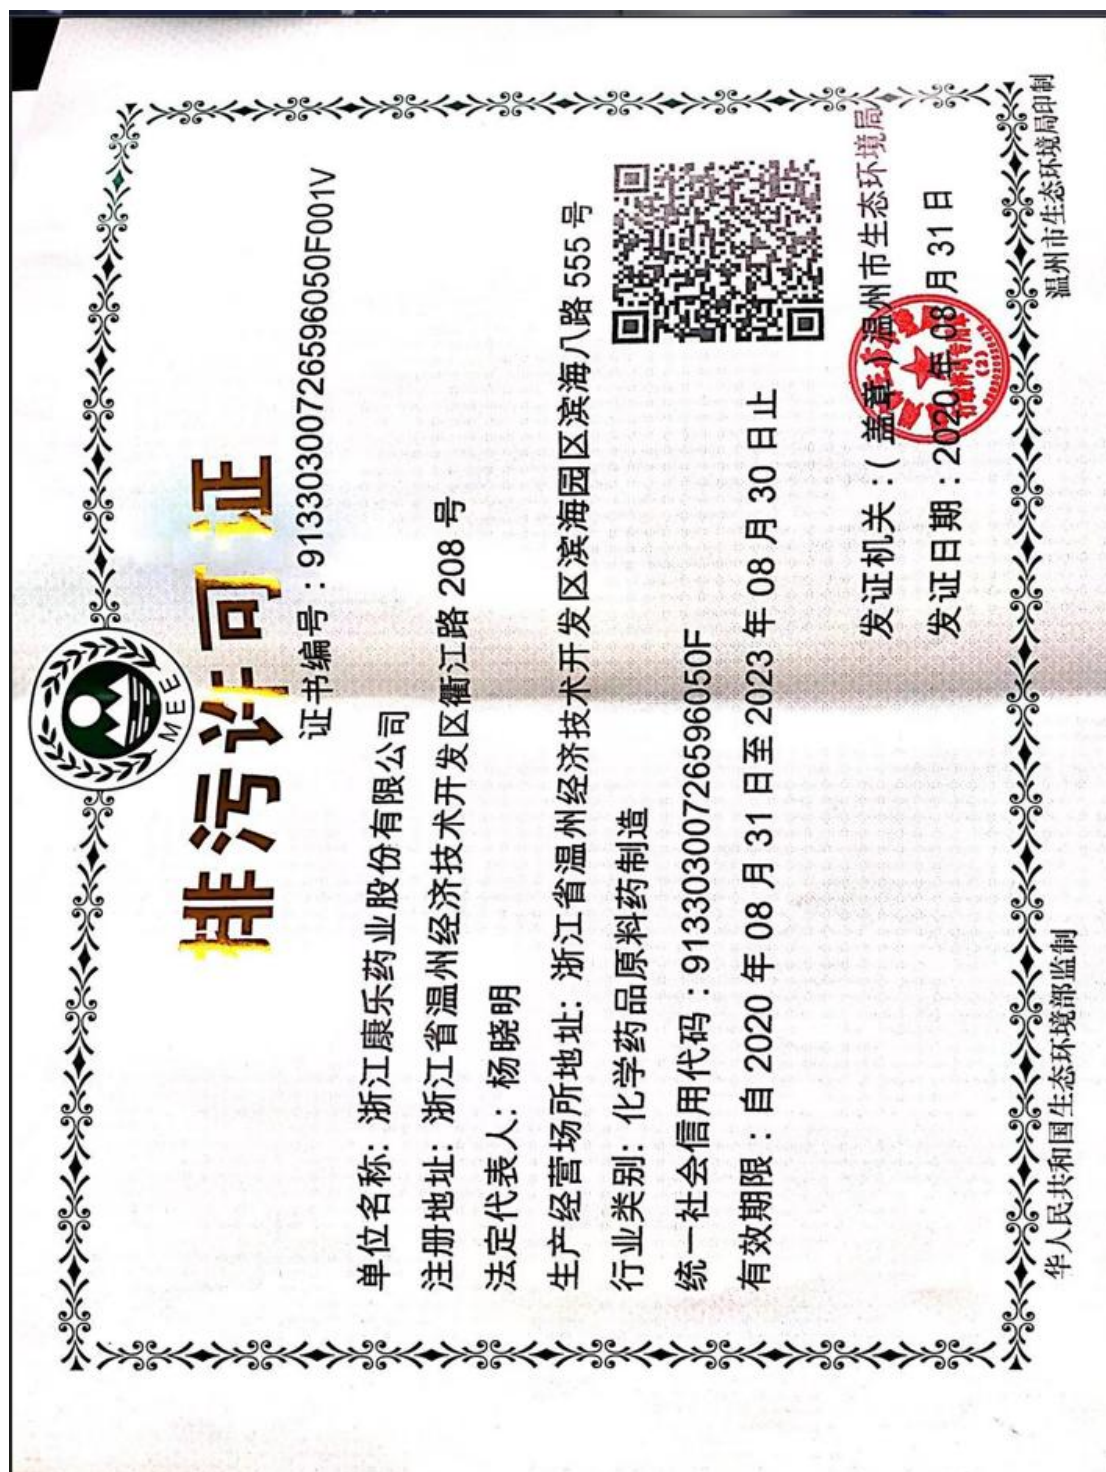 MEE
排污许可证
证书编号：91330300726596050F001V
单位名称：浙江康乐药业股份有限公司
注册地址：浙江省温州经济技术开发区衢江路 208 号
法定代表人：杨晓明
生产经营场所地址：浙江省温州经济技术开发区滨海园区滨海八路 555 号
行业类别：化学药品原料药制造
统一社会信用代码：91330300726596050F
有效期限：自 2020 年 08 月 31 日至 2023 年 08 月 30 日止
发证机关：（盖章）温州市生态环境局
发证日期：2020 年 08 月 31 日
华人民共和国生态环境部监制
温州市生态环境局印制